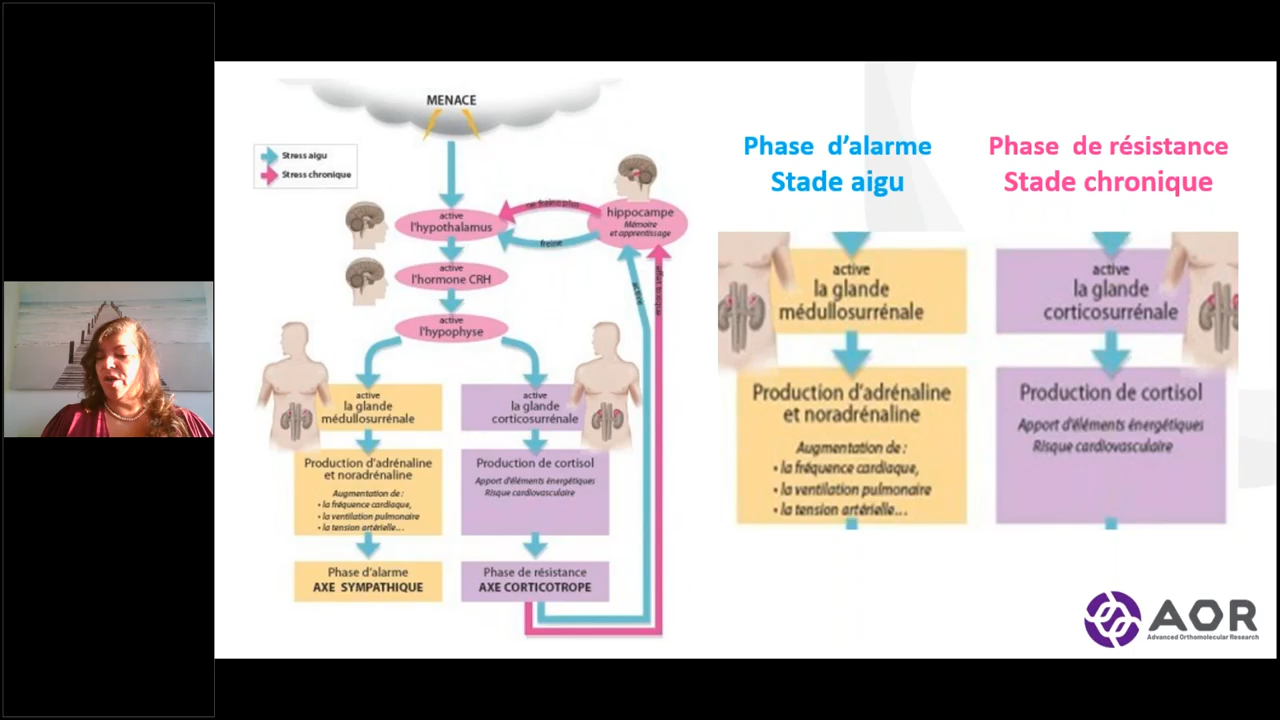 MENACE
Stress aigu
Stress chronique
active
l'hypothalamus
ne freine plus
freine
hippocampe
Mémoire
et apprentissage
active
l'hormone CRH
active
l'hypophyse
active
active
la glande
médullosurrénale
active
la glande
corticosurrénale
Production d'adrénaline
et noradrénaline
Augmentation de :
• la fréquence cardiaque,
• la ventilation pulmonaire
• la tension artérielle...
Production de cortisol
Apport d'éléments énergétiques
Risque cardiovasculaire
Phase d'alarme
AXE SYMPATHIQUE
Phase de résistance
AXE CORTICOTROPE
Phase d'alarme
Stade aigu
Phase de résistance
Stade chronique
active
la glande
médullosurrénale
Production d'adrénaline
et noradrénaline
Augmentation de :
• la fréquence cardiaque,
• la ventilation pulmonaire
• la tension artérielle...
active
la glande
corticosurrénale
Production de cortisol
Apport d'éléments énergétiques
Risque cardiovasculaire
AOR
Advanced Orthomolecular Research